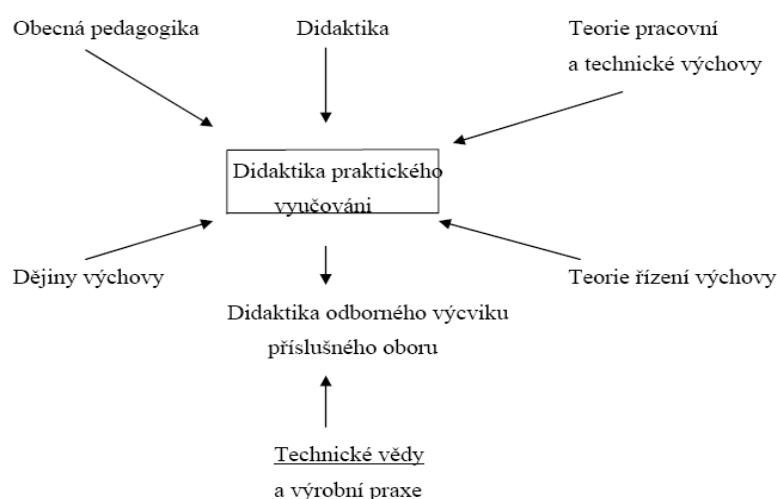 Obecná pedagogika
Didaktika
Teorie pracovní
a technické výchovy
Didaktika praktického
vyučováni
Dějiny výchovy
Teorie řízení výchovy
Didaktika odborného výcviku
příslušného oboru
Technické vědy
a výrobní praxe